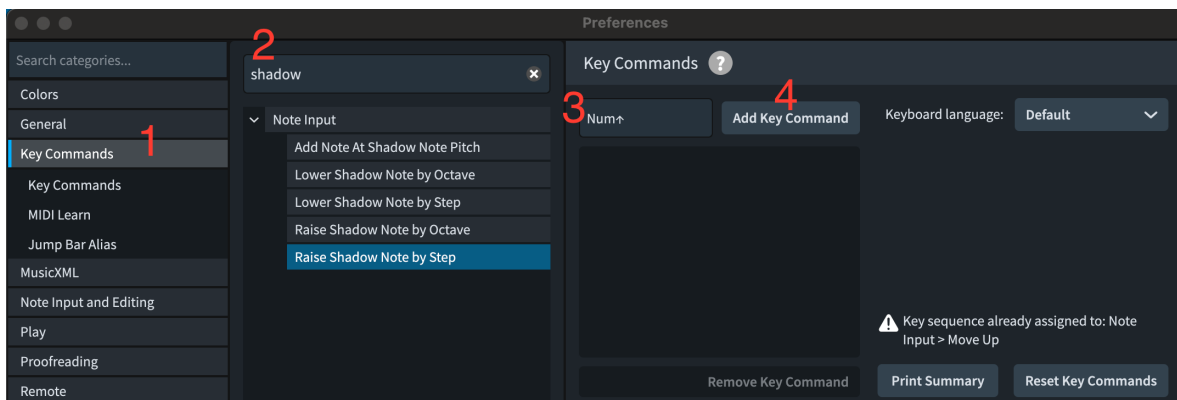 Preferences
Search categories...
Colors
General
Key Commands
Key Commands
MIDI Learn
Jump Bar Alias
MusicXML
Note Input and Editing
Play
Proofreading
Remote
1
2
shadow
Note Input
Add Note At Shadow Note Pitch
Lower Shadow Note by Octave
Lower Shadow Note by Step
Raise Shadow Note by Octave
Raise Shadow Note by Step
Key Commands ?
3
Num↑
4
Add Key Command
Keyboard language: Default
Key sequence already assigned to: Note
Input > Move Up
Remove Key Command
Print Summary
Reset Key Commands